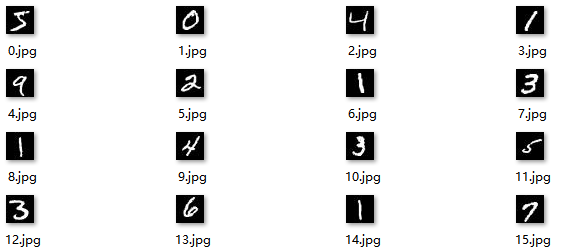 5 0 4 1
0.jpg 1.jpg 2.jpg 3.jpg
9 2 1 3
4.jpg 5.jpg 6.jpg 7.jpg
1 4 3 5
8.jpg 9.jpg 10.jpg 11.jpg
3 6 1 7
12.jpg 13.jpg 14.jpg 15.jpg